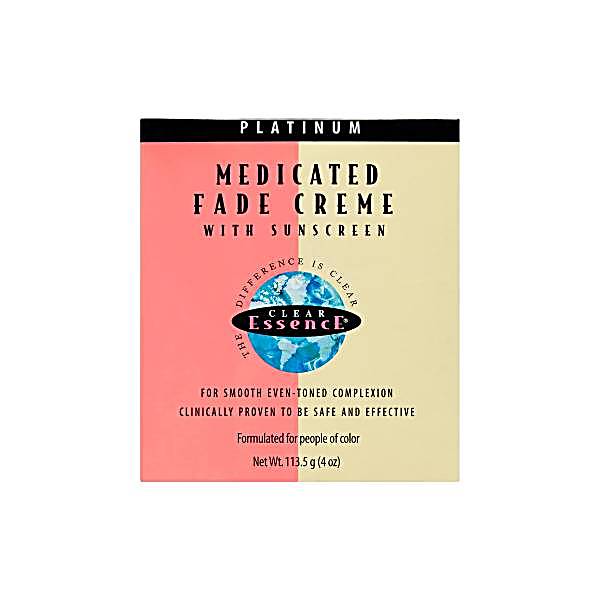 PLATINUM
MEDICATED
FADE CREME
WITH SUNSCREEN
THE DIFFERENCE IS CLEAR
CLEAR
ESSENCE®
FOR SMOOTH EVEN-TONED COMPLEXION
CLINICALLY PROVEN TO BE SAFE AND EFFECTIVE
Formulated for people of color
Net Wt. 113.5 g (4 oz)